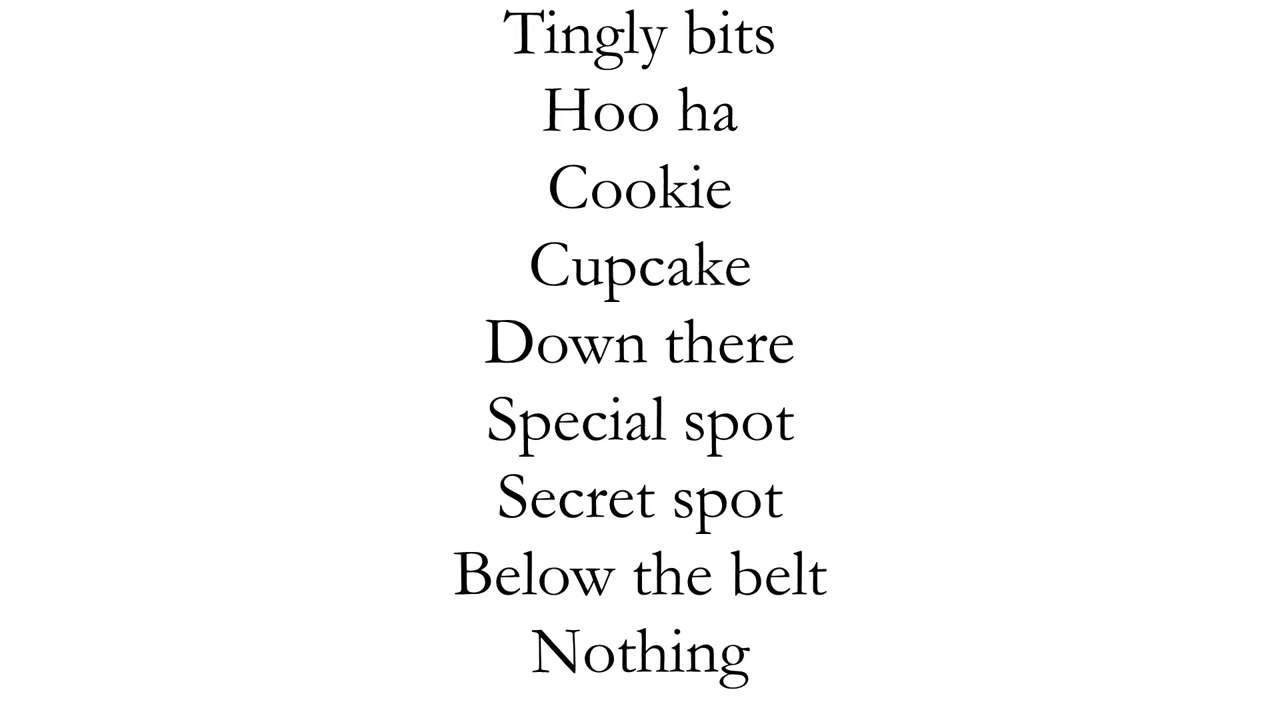 Tingly bits
Hoo ha
Cookie
Cupcake
Down there
Special spot
Secret spot
Below the belt
Nothing